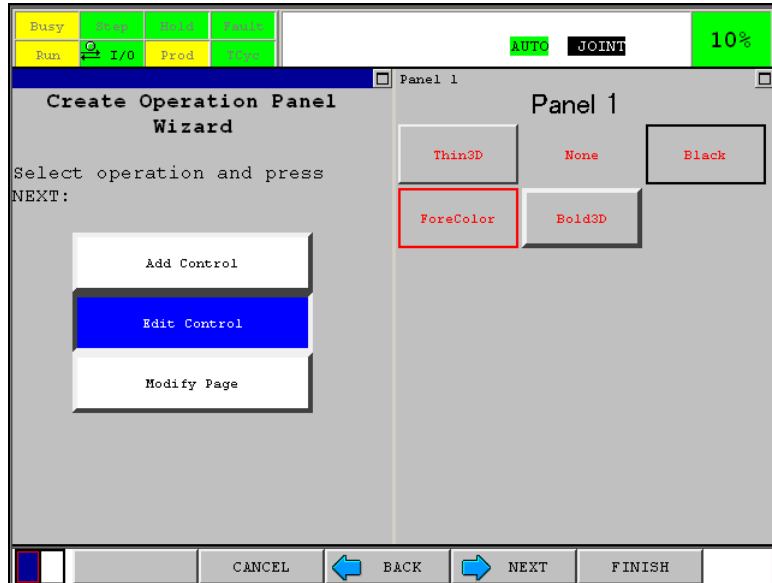 Busy Step Hold Fault
Run I/O Prod TCyc
AUTO JOINT
10%
Create Operation Panel
Wizard
Select operation and press
NEXT:
Add Control
Edit Control
Modify Page
Panel 1
Panel 1
Thin3D None Black
ForeColor Bold3D
CANCEL BACK NEXT FINISH